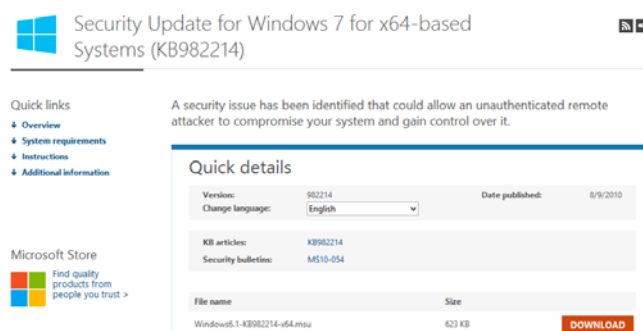 Security Update for Windows 7 for x64-based
Systems (KB982214)
Quick links
Overview
System requirements
Instructions
Additional information
A security issue has been identified that could allow an unauthenticated remote
attacker to compromise your system and gain control over it.
Quick details
Version: 982214 Date published: 8/9/2010
Change language: English
KB articles: KB982214
Security bulletins: MS10-054
Microsoft Store
Find quality
products from
people you trust >
File name Size
Windows6.1-KB982214-x64.msu 623 KB DOWNLOAD